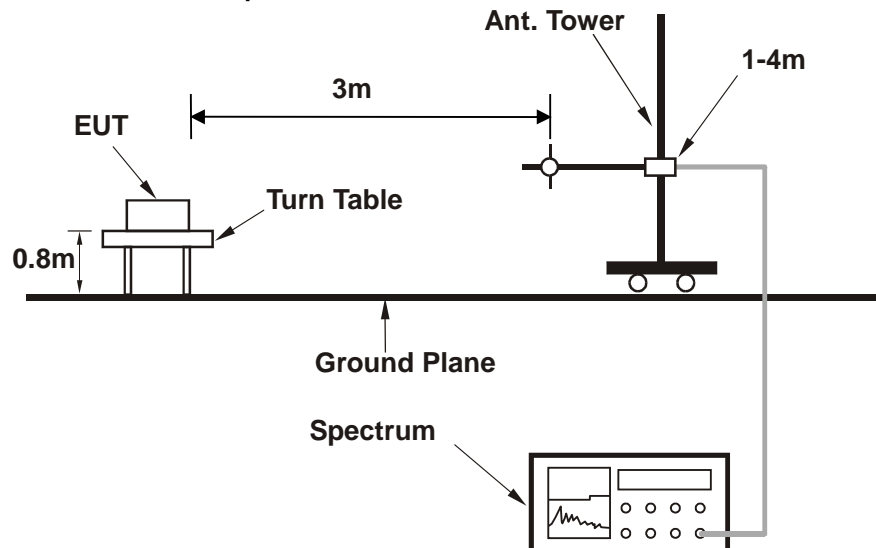 Ant. Tower
1-4m
3m
EUT
Turn Table
0.8m
Ground Plane
Spectrum